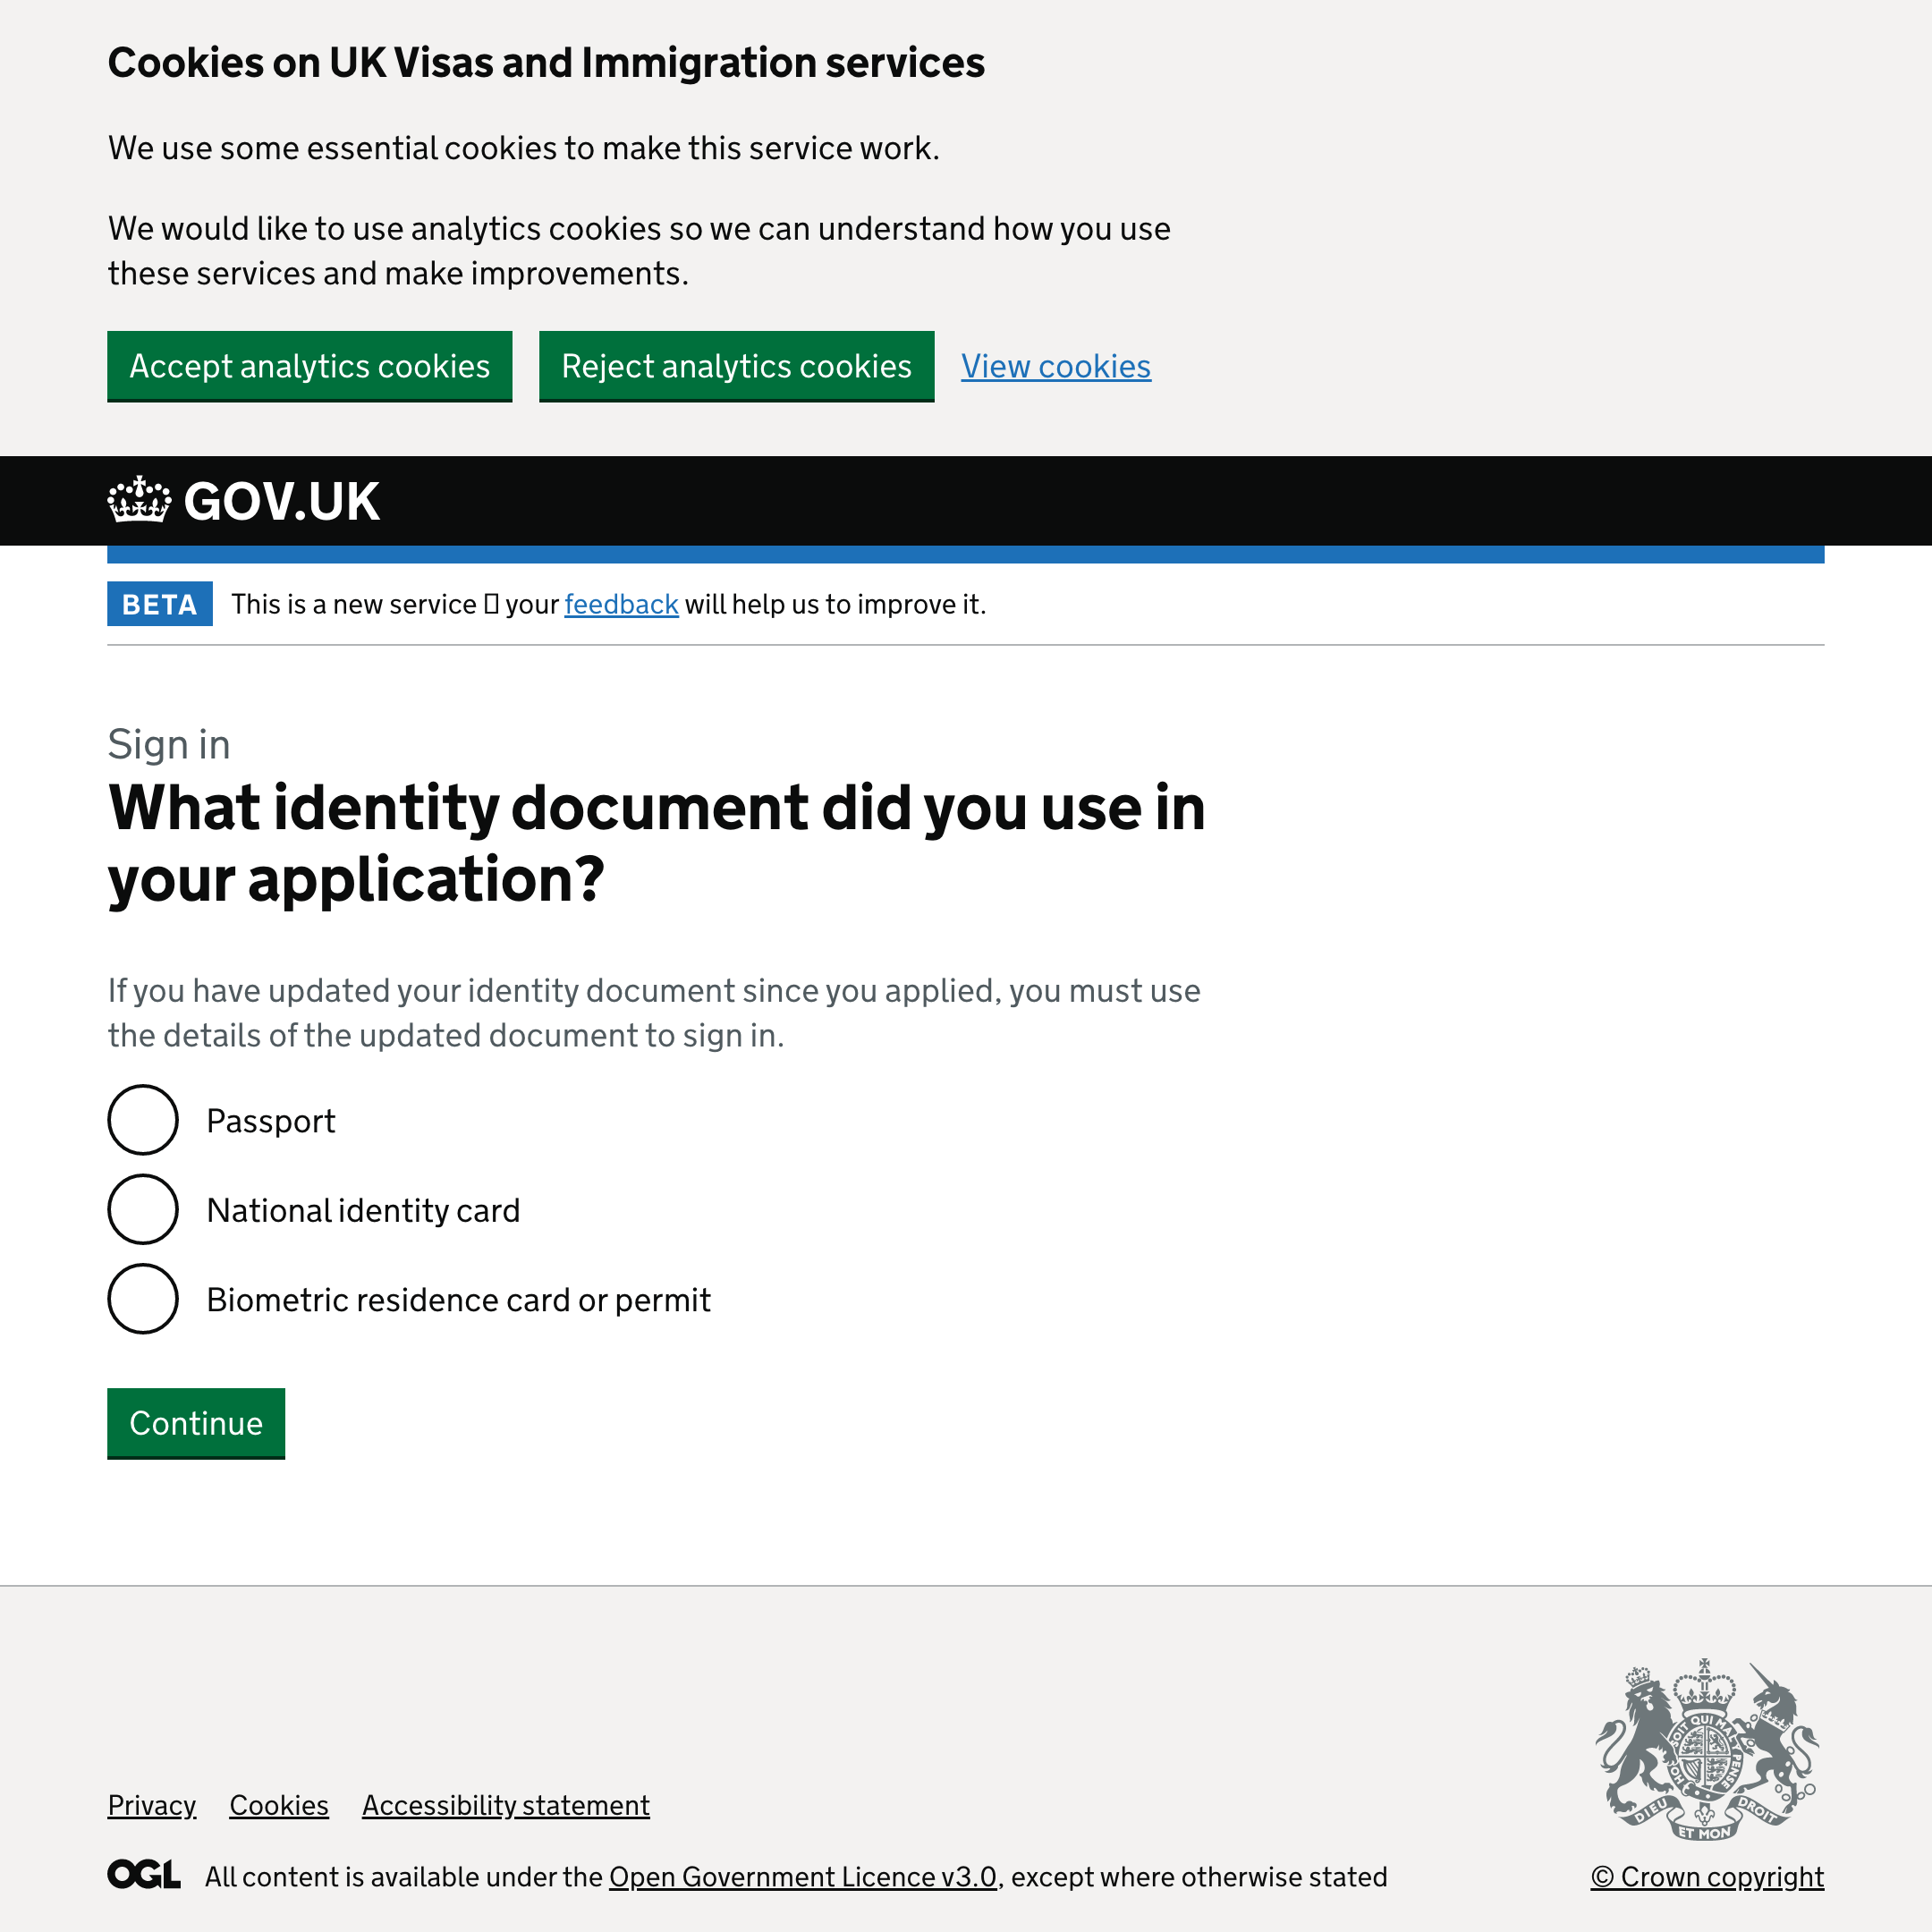 Cookies on UK Visas and Immigration services
We use some essential cookies to make this service work.
We would like to use analytics cookies so we can understand how you use
these services and make improvements.
Accept analytics cookies Reject analytics cookies View cookies
GOV.UK
BETA This is a new service ▯ your feedback will help us to improve it.
Sign in
What identity document did you use in
your application?
If you have updated your identity document since you applied, you must use
the details of the updated document to sign in.
Passport
National identity card
Biometric residence card or permit
Continue
DIEU ET MON DROIT
Privacy Cookies Accessibility statement
OGL All content is available under the Open Government Licence v3.0, except where otherwise stated
© Crown copyright